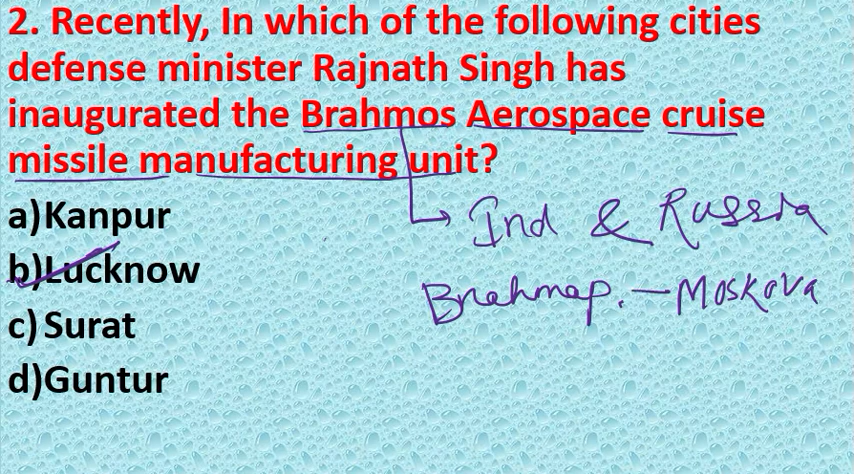 2. Recently, In which of the following cities
defense minister Rajnath Singh has
inaugurated the Brahmos Aerospace cruise
missile manufacturing unit?
a)Kanpur
Ind & Russia
b)Lucknow
Brahmap. — Moskova
c) Surat
d)Guntur